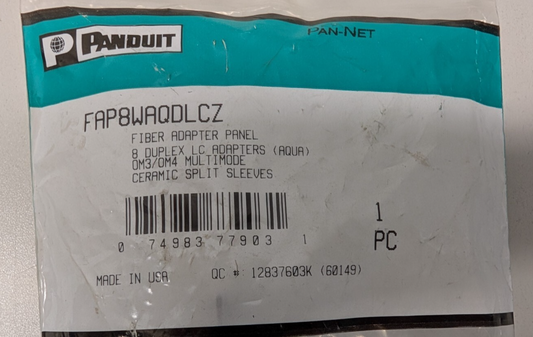 PAN-NET
PANDUIT
FAP8WAQDLCZ
FIBER ADAPTER PANEL
8 DUPLEX LC ADAPTERS (AQUA)
OM3/OM4 MULTIMODE
CERAMIC SPLIT SLEEVES
0 74983 77903 1
1
PC
MADE IN USA QC # 12837603K (60149)